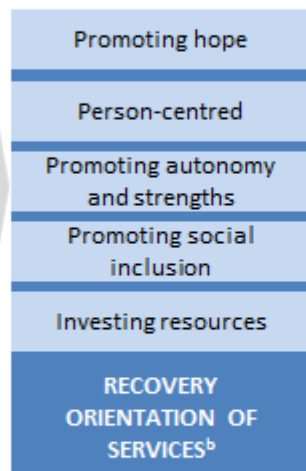 Promoting hope
Person-centred
Promoting autonomy
and strengths
Promoting social
inclusion
Investing resources
RECOVERY
ORIENTATION OF
SERVICESᵇ